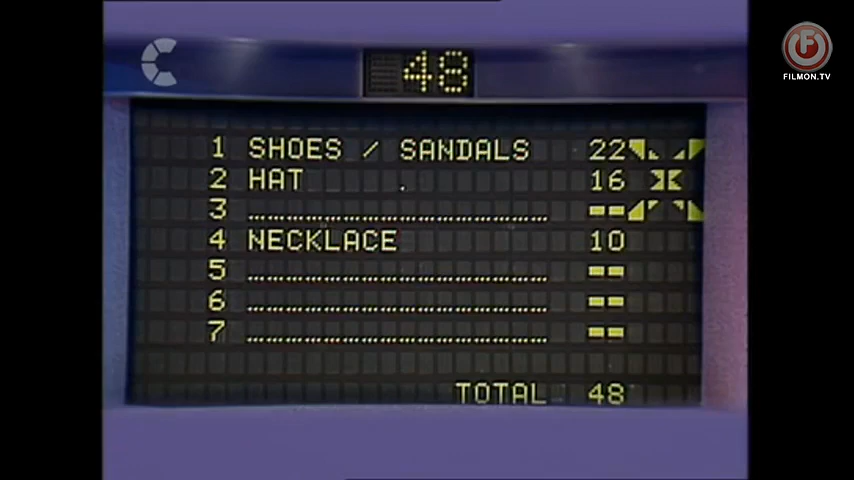 48
FILMON.TV
1 SHOES / SANDALS 22
2 HAT 16
3 ........................................ --
4 NECKLACE 10
5 ........................................ --
6 ........................................ --
7 ........................................ --
TOTAL 48